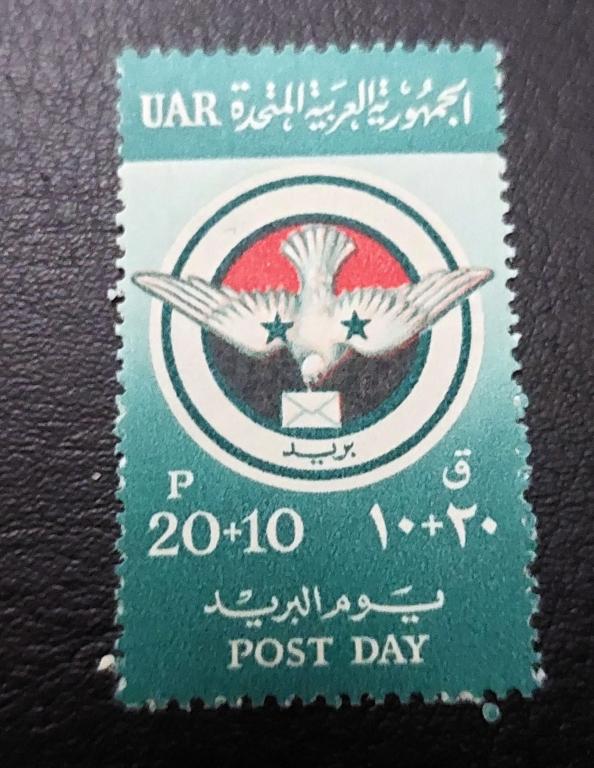 UAR الجمهورية العربية المتحدة
بريد
P ق
20+10 ١٠+٢٠
يوم البريد
POST DAY